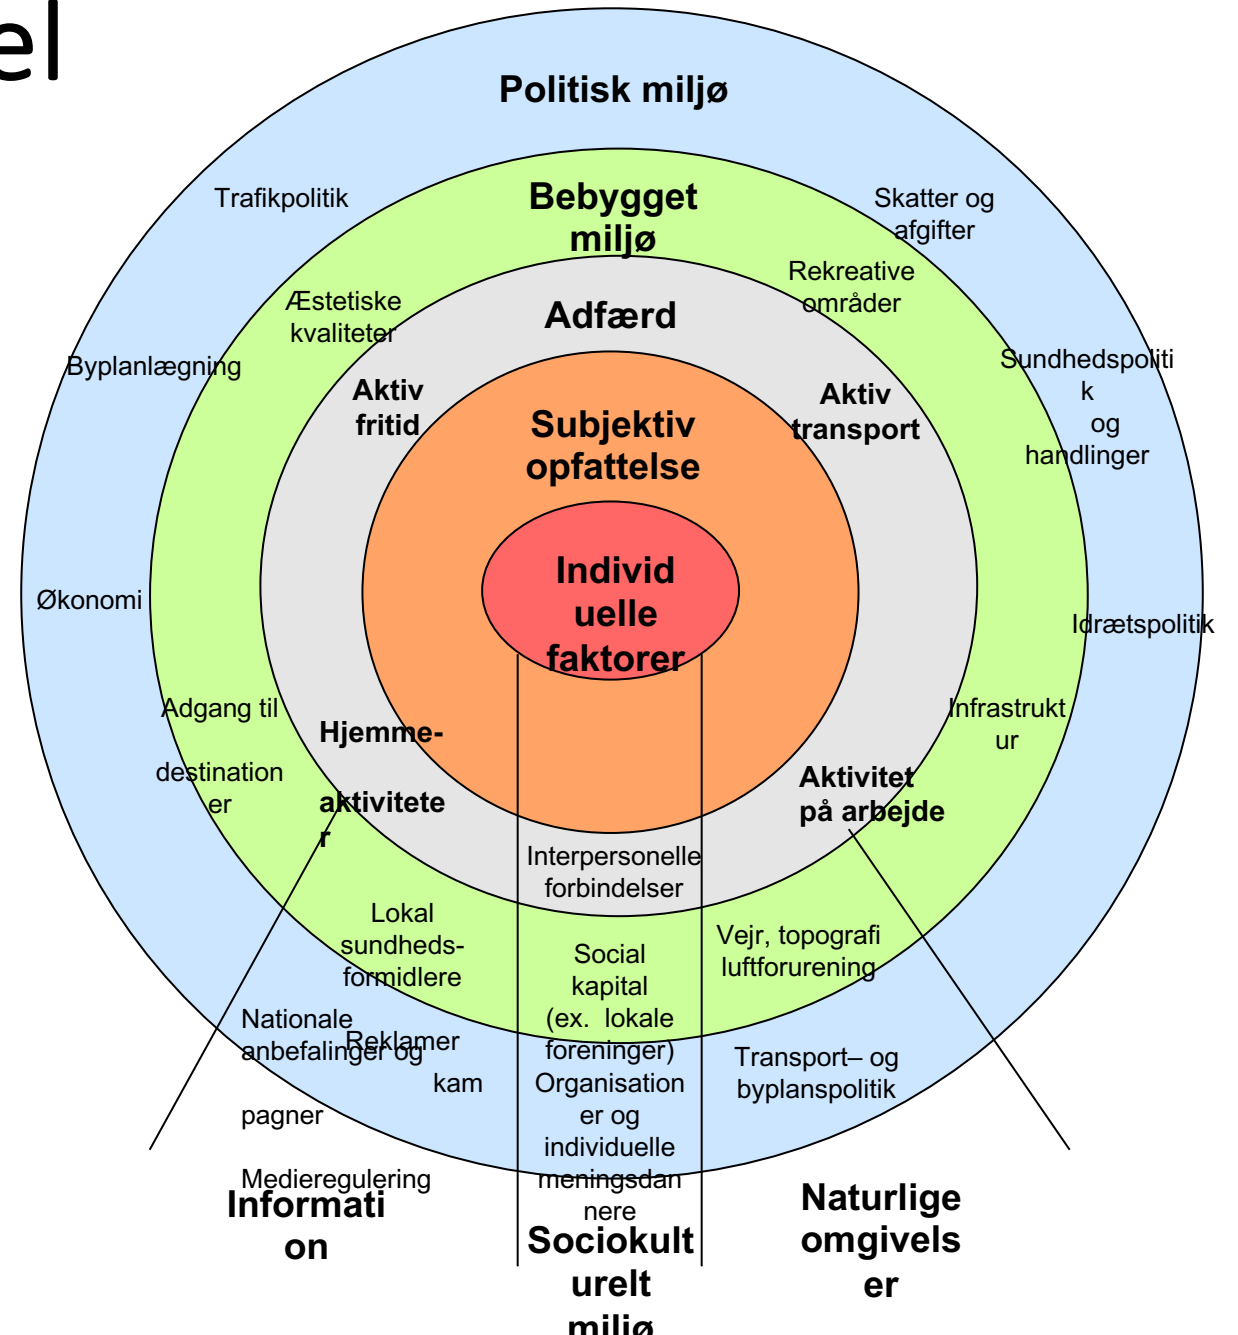 el
Politisk miljø
Trafikpolitik
Skatter og
afgifter
Bebygget
miljø
Rekreative
områder
Æstetiske
kvaliteter
Adfærd
Byplanlægning
Sundhedspoliti
k
og
handlinger
Aktiv
fritid
Aktiv
transport
Subjektiv
opfattelse
Individ
uelle
faktorer
Økonomi
Idrætspolitik
Adgang til
destination
er
Infrastrukt
ur
Hjemme-
aktivitete
r
Aktivitet
på arbejde
Interpersonelle
forbindelser
Lokal
sundheds-
formidlere
Vejr, topografi
luftforurening
Social
kapital
(ex. lokale
foreninger)
Organisation
er og
individuelle
meningsdan
nere
Nationale
anbefalinger og
Reklamer
kam
pagner
Medieregulering
Transport– og
byplanspolitik
Informati
on
Sociokult
urelt
miljø
Naturlige
omgivels
er